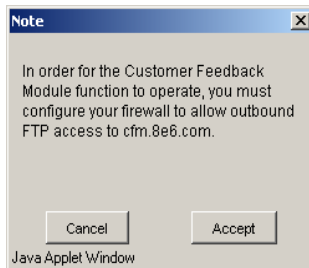 Note
In order for the Customer Feedback
Module function to operate, you must
configure your firewall to allow outbound
FTP access to cfm.8e6.com.
Cancel
Accept
Java Applet Window